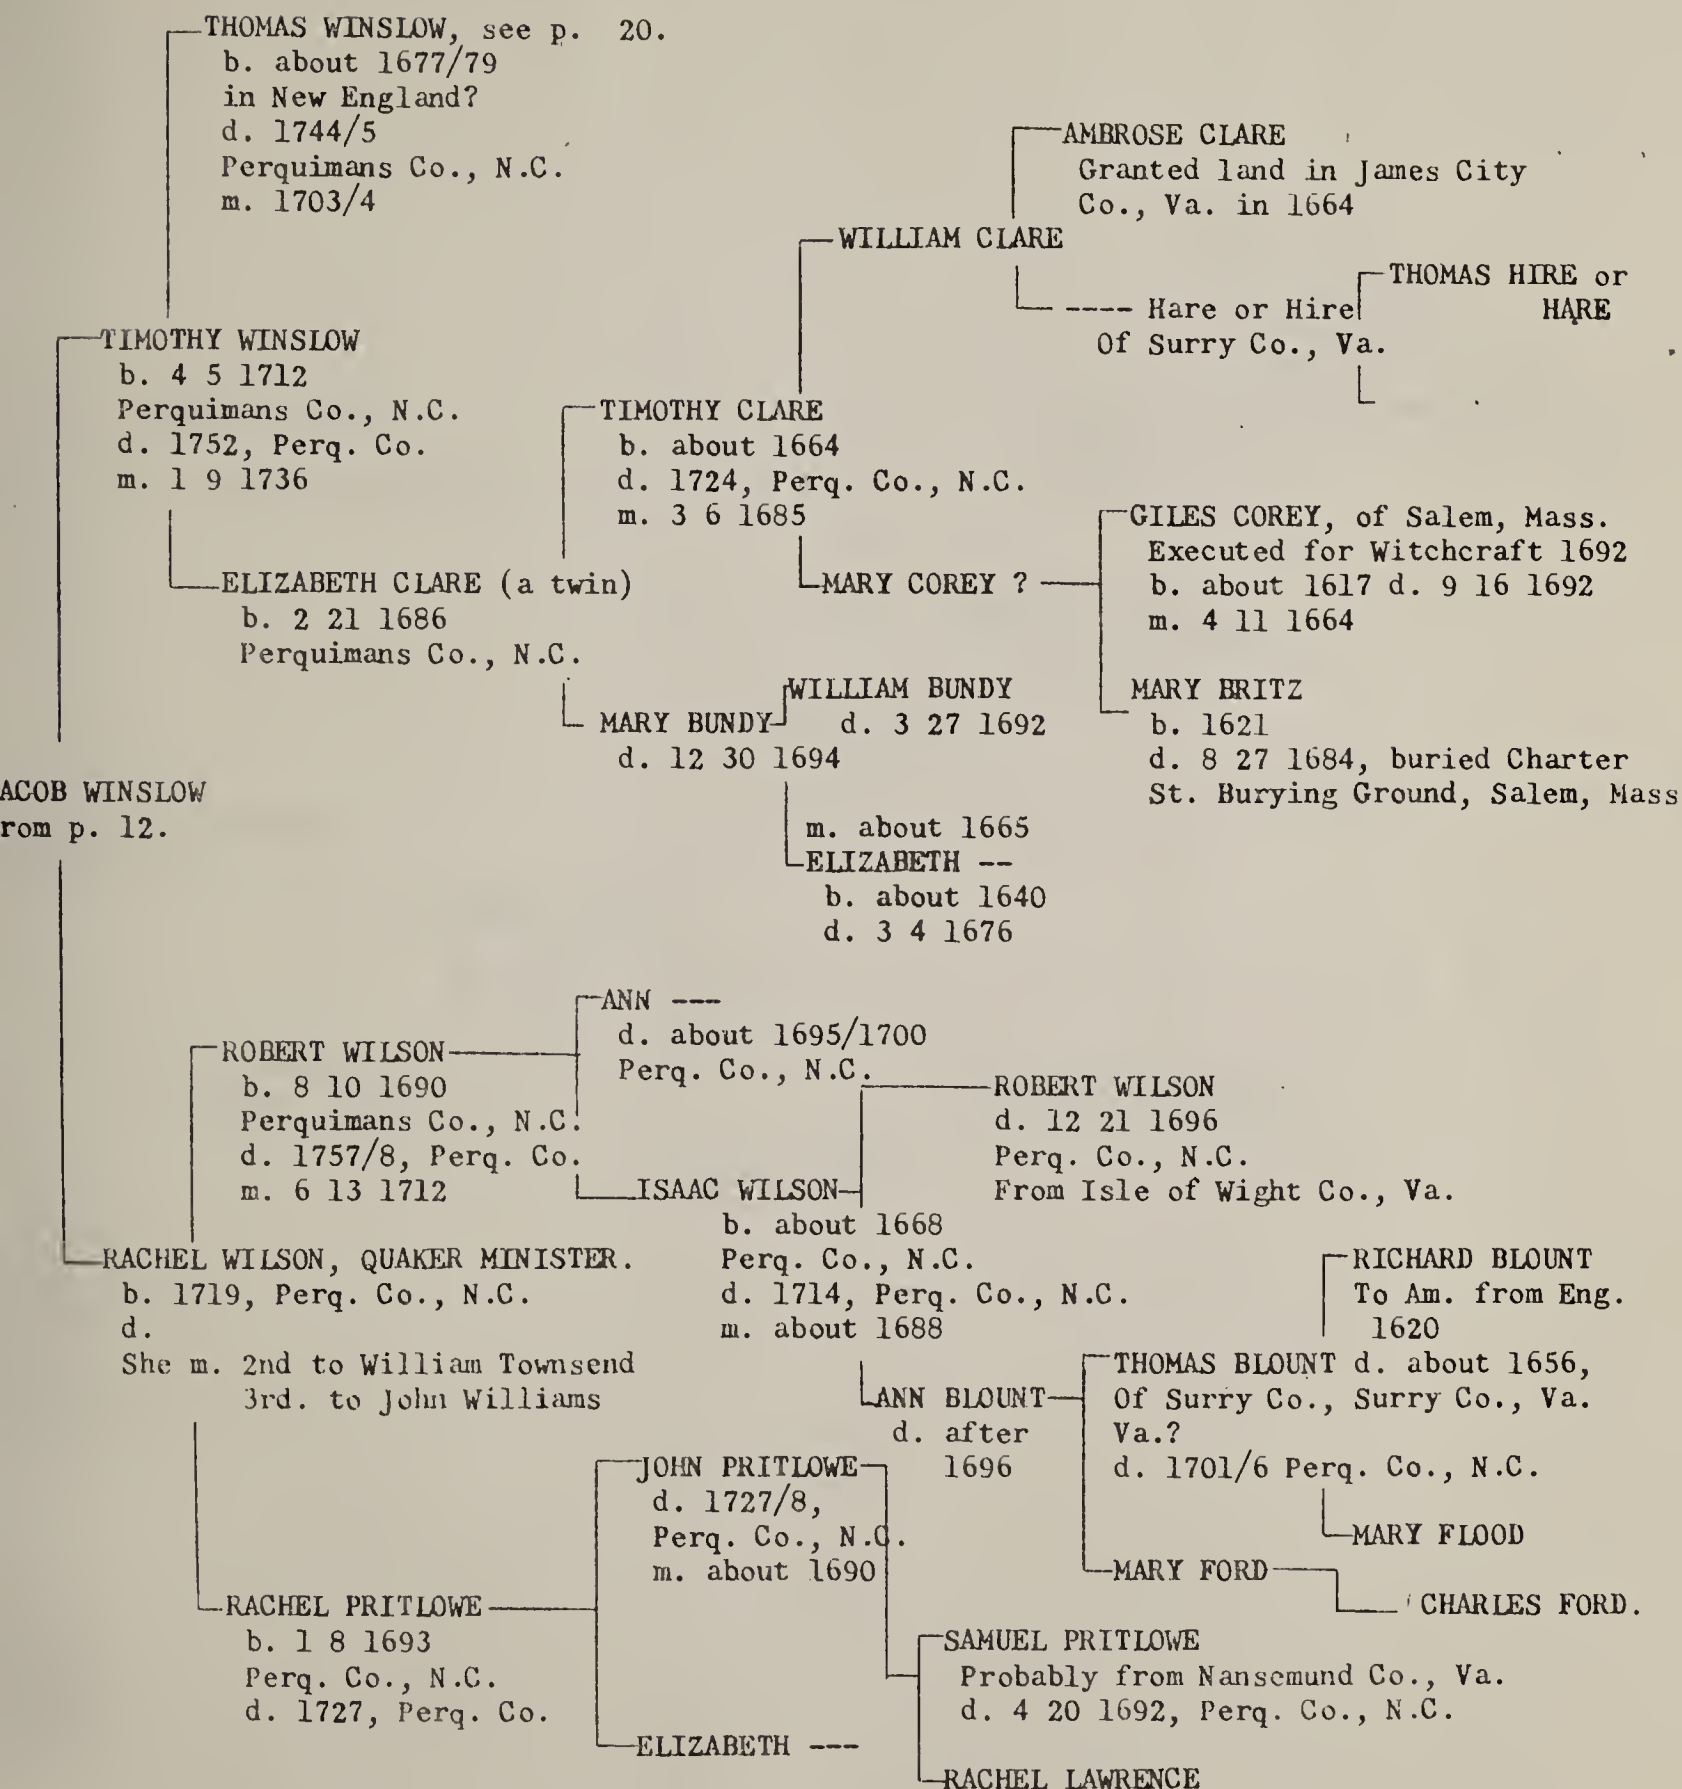 THOMAS WINSLOW, see p. 20.
b. about 1677/79
in New England?
d. 1744/5
Perquimans Co., N.C.
m. 1703/4
AMBROSE CLARE
Granted land in James City
Co., Va. in 1664
WILLIAM CLARE
THOMAS HIRE or
HARE
---- Hare or Hire
Of Surry Co., Va.
TIMOTHY WINSLOW
b. 4 5 1712
Perquimans Co., N.C.
d. 1752, Perq. Co.
m. 1 9 1736
TIMOTHY CLARE
b. about 1664
d. 1724, Perq. Co., N.C.
m. 3 6 1685
GILES COREY, of Salem, Mass.
Executed for Witchcraft 1692
b. about 1617 d. 9 16 1692
m. 4 11 1664
MARY COREY ?
ELIZABETH CLARE (a twin)
b. 2 21 1686
Perquimans Co., N.C.
MARY BRITZ
b. 1621
d. 8 27 1684, buried Charter
St. Burying Ground, Salem, Mass
WILLIAM BUNDY
d. 3 27 1692
MARY BUNDY
d. 12 30 1694
m. about 1665
ELIZABETH --
b. about 1640
d. 3 4 1676
ACOB WINSLOW
rom p. 12.
ANN ----
d. about 1695/1700
Perq. Co., N.C.
ROBERT WILSON
b. 8 10 1690
Perquimans Co., N.C.
d. 1757/8, Perq. Co.
m. 6 13 1712
ROBERT WILSON
d. 12 21 1696
Perq. Co., N.C.
From Isle of Wight Co., Va.
ISAAC WILSON
b. about 1668
Perq. Co., N.C.
d. 1714, Perq. Co., N.C.
m. about 1688
RACHEL WILSON, QUAKER MINISTER.
b. 1719, Perq. Co., N.C.
d.
She m. 2nd to William Townsend
3rd. to John Williams
RICHARD BLOUNT
To Am. from Eng.
1620
THOMAS BLOUNT d. about 1656,
Of Surry Co., Surry Co., Va.
Va.?
d. 1701/6 Perq. Co., N.C.
ANN BLOUNT
d. after
1696
MARY FLOOD
MARY FORD
CHARLES FORD.
JOHN PRITLOWE
d. 1727/8,
Perq. Co., N.C.
m. about 1690
RACHEL PRITLOWE
b. 1 8 1693
Perq. Co., N.C.
d. 1727, Perq. Co.
SAMUEL PRITLOWE
Probably from Nansemund Co., Va.
d. 4 20 1692, Perq. Co., N.C.
ELIZABETH ----
RACHEL LAWRENCE